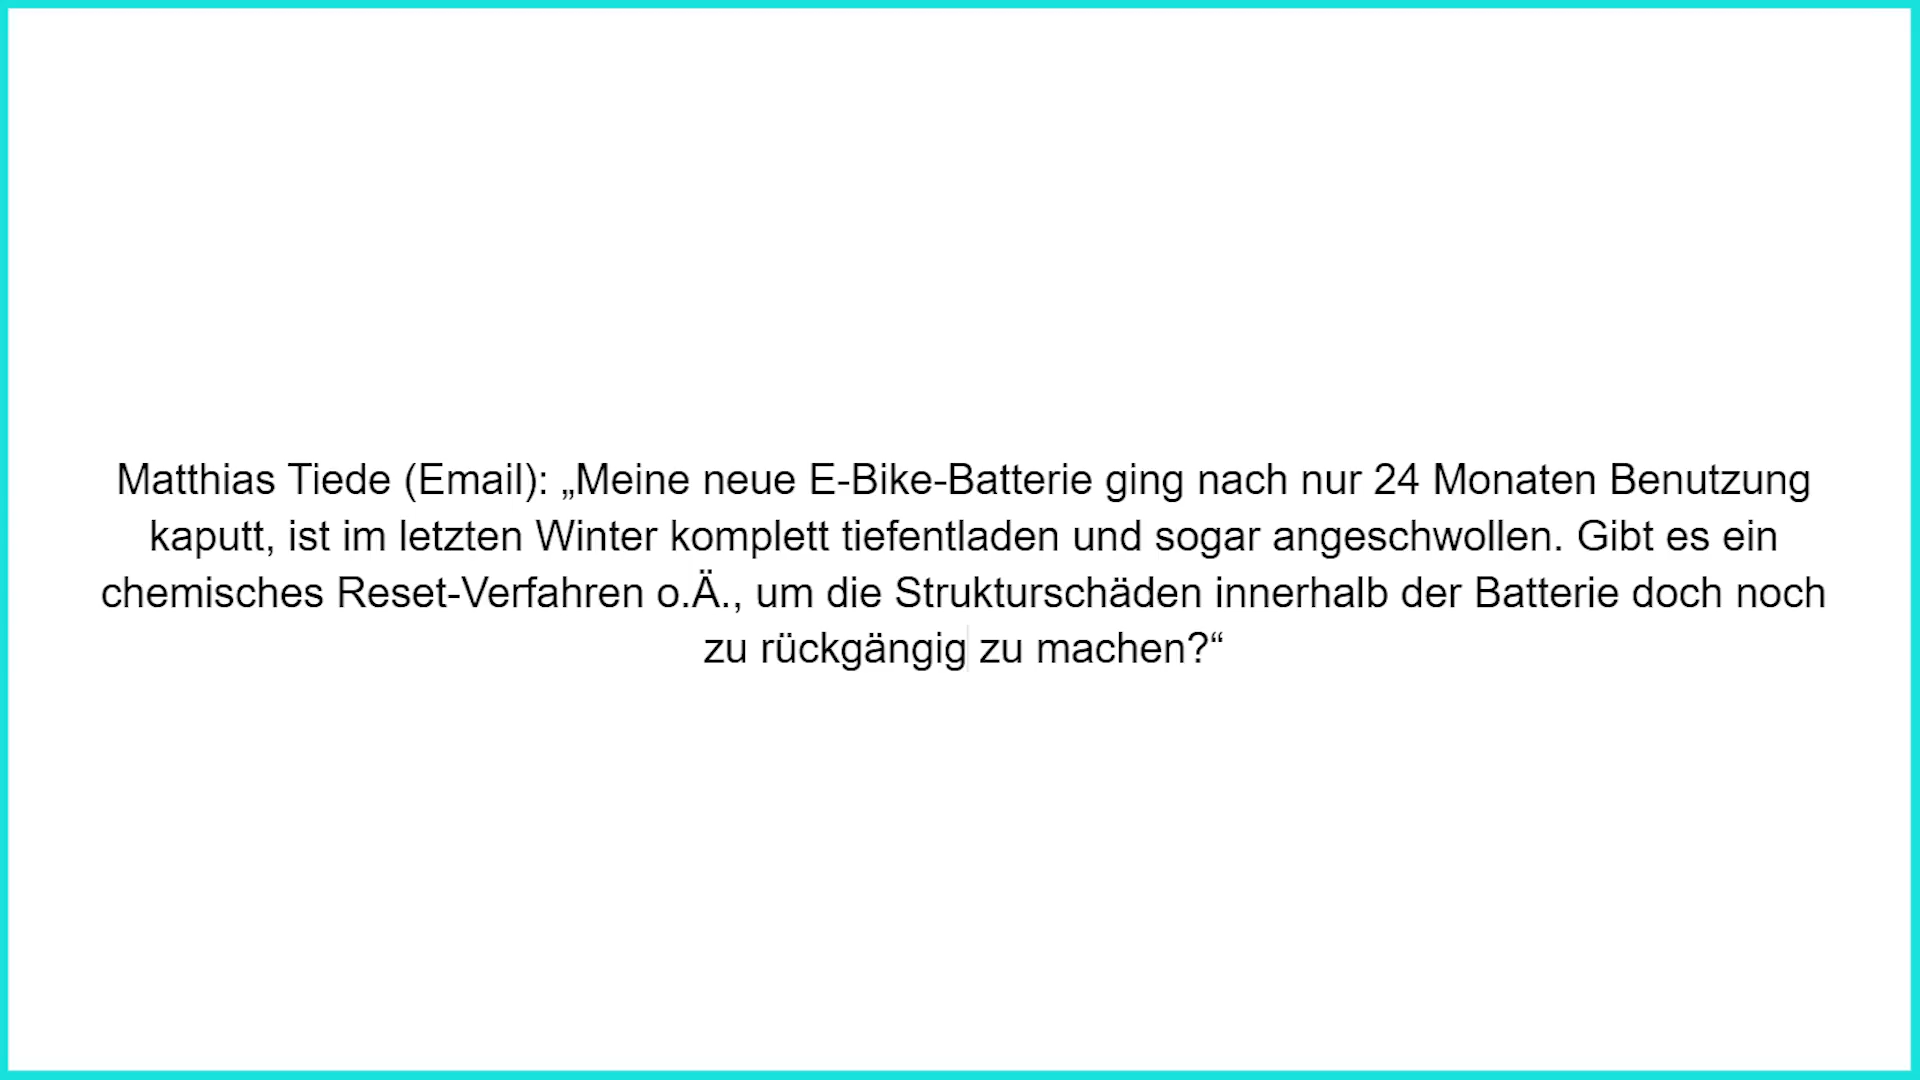 Matthias Tiede (Email): „Meine neue E-Bike-Batterie ging nach nur 24 Monaten Benutzung
kaputt, ist im letzten Winter komplett tiefentladen und sogar angeschwollen. Gibt es ein
chemisches Reset-Verfahren o.Ä., um die Strukturschäden innerhalb der Batterie doch noch
zu rückgängig zu machen?“